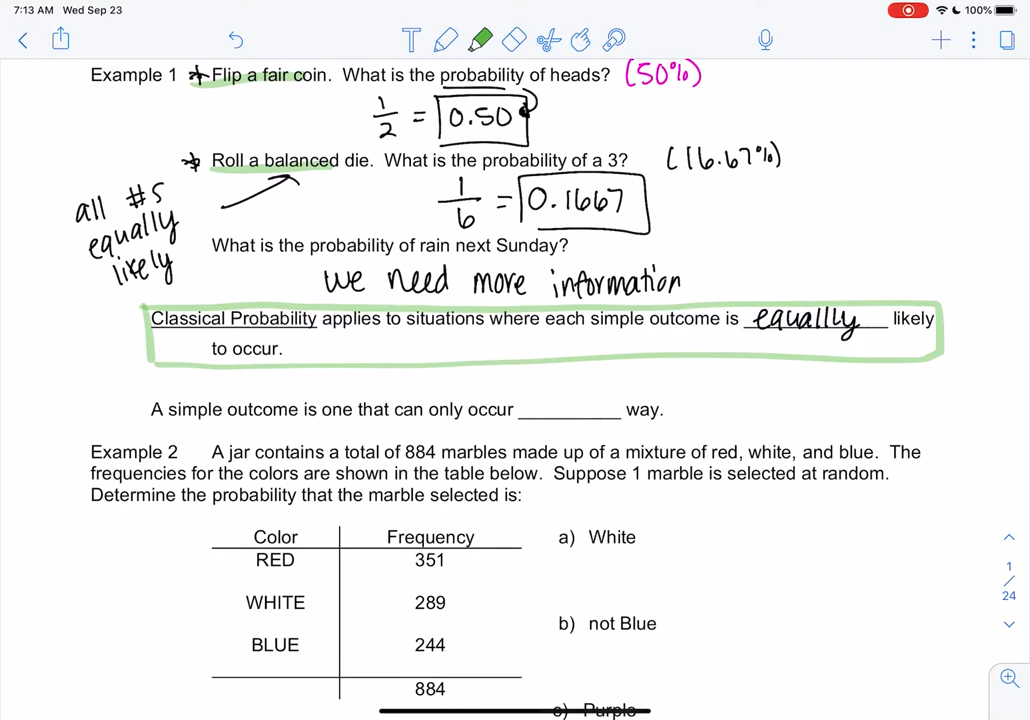 7:13 AM Wed Sep 23 100%
Example 1 Flip a fair coin. What is the probability of heads? (50%)
1/2 = 0.50
Roll a balanced die. What is the probability of a 3? (16.67%)
1/6 = 0.1667
all #s
equally
likely
What is the probability of rain next Sunday?
we need more information
Classical Probability applies to situations where each simple outcome is equallly likely
to occur.
A simple outcome is one that can only occur __________ way.
Example 2 A jar contains a total of 884 marbles made up of a mixture of red, white, and blue. The
frequencies for the colors are shown in the table below. Suppose 1 marble is selected at random.
Determine the probability that the marble selected is:
Color Frequency a) White
RED 351
WHITE 289
b) not Blue
BLUE 244
884
c) Purple
1
/
24